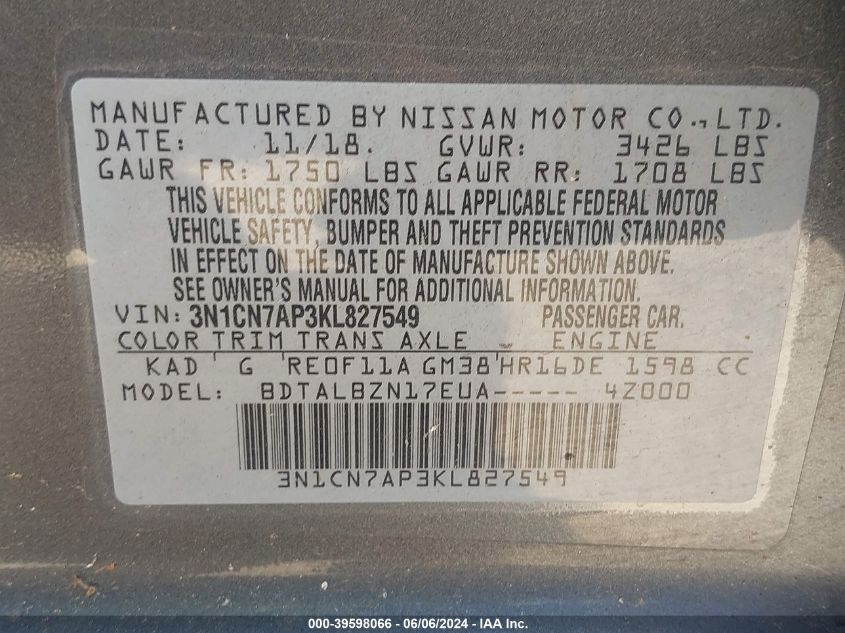 MANUFACTURED BY NISSAN MOTOR CO., LTD.
DATE: 11/18. GVWR: 3426 LBS
GAWR FR: 1750 LBS GAWR RR: 1708 LBS
THIS VEHICLE CONFORMS TO ALL APPLICABLE FEDERAL MOTOR
VEHICLE SAFETY, BUMPER AND THEFT PREVENTION STANDARDS
IN EFFECT ON THE DATE OF MANUFACTURE SHOWN ABOVE.
SEE OWNER'S MANUAL FOR ADDITIONAL INFORMATION.
VIN: 3N1CN7AP3KL827549 PASSENGER CAR.
COLOR TRIM TRANS AXLE ENGINE
KAD G RE0F11A GM38 HR16DE 1598 CC
MODEL: BDTALBZN17EUA----- 4Z000
3N1CN7AP3KL827549
000-39598066 - 06/06/2024 - IAA Inc.